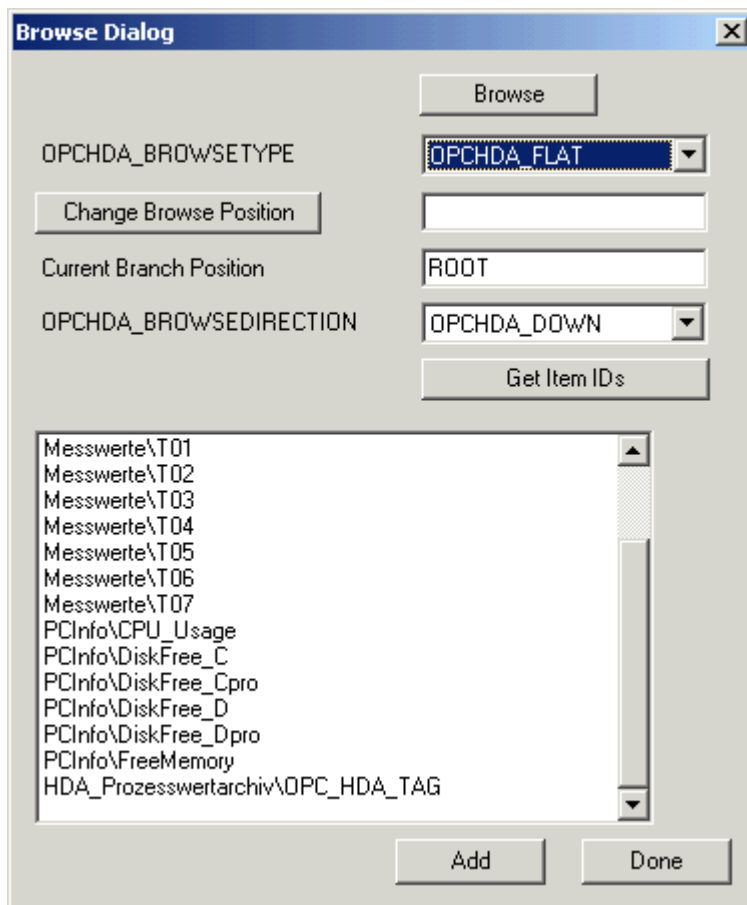 Browse Dialog
Browse
OPCHDA_BROWSETYPE
OPCHDA_FLAT
Change Browse Position
Current Branch Position
ROOT
OPCHDA_BROWSEDIRECTION
OPCHDA_DOWN
Get Item IDs
Messwerte\T01
Messwerte\T02
Messwerte\T03
Messwerte\T04
Messwerte\T05
Messwerte\T06
Messwerte\T07
PCInfo\CPU_Usage
PCInfo\DiskFree_C
PCInfo\DiskFree_Cpro
PCInfo\DiskFree_D
PCInfo\DiskFree_Dpro
PCInfo\FreeMemory
HDA_Prozesswertarchiv\OPC_HDA_TAG
Add
Done